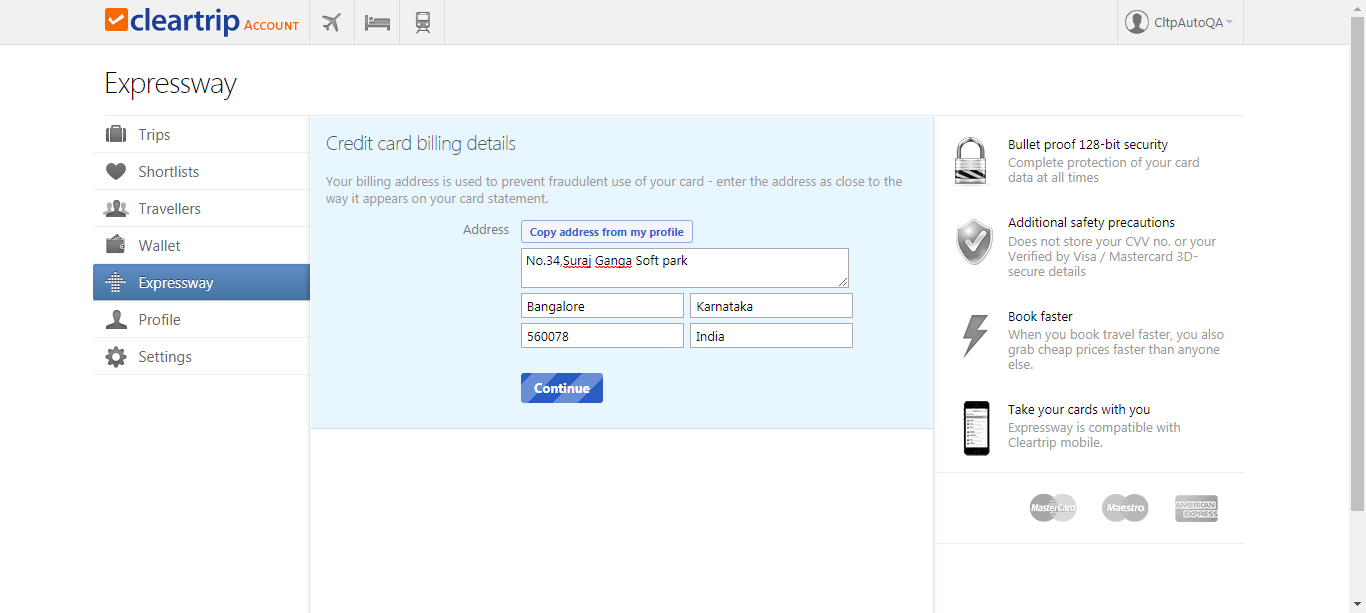 cleartrip ACCOUNT
CltpAutoQA
Expressway
Trips
Shortlists
Travellers
Wallet
Expressway
Profile
Settings
Credit card billing details
Your billing address is used to prevent fraudulent use of your card - enter the address as close to the
way it appears on your card statement.
Address
Copy address from my profile
No.34,Suraj Ganga Soft park
Bangalore
Karnataka
560078
India
Continue
Bullet proof 128-bit security
Complete protection of your card
data at all times
Additional safety precautions
Does not store your CVV no. or your
Verified by Visa / Mastercard 3D-
secure details
Book faster
When you book travel faster, you also
grab cheap prices faster than anyone
else.
Take your cards with you
Expressway is compatible with
Cleartrip mobile.
MasterCard
Maestro
AMERICAN
EXPRESS